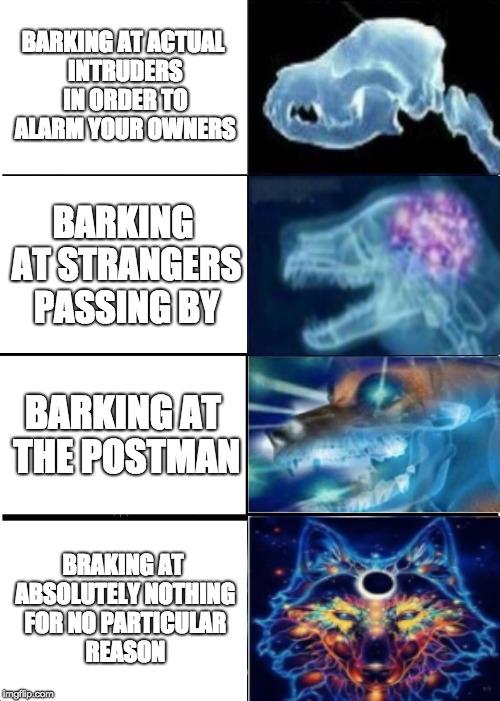 BARKING AT ACTUAL
INTRUDERS
IN ORDER TO
ALARM YOUR OWNERS
BARKING
AT STRANGERS
PASSING BY
BARKING AT
THE POSTMAN
BRAKING AT
ABSOLUTELY NOTHING
FOR NO PARTICULAR
REASON
imgflip.com